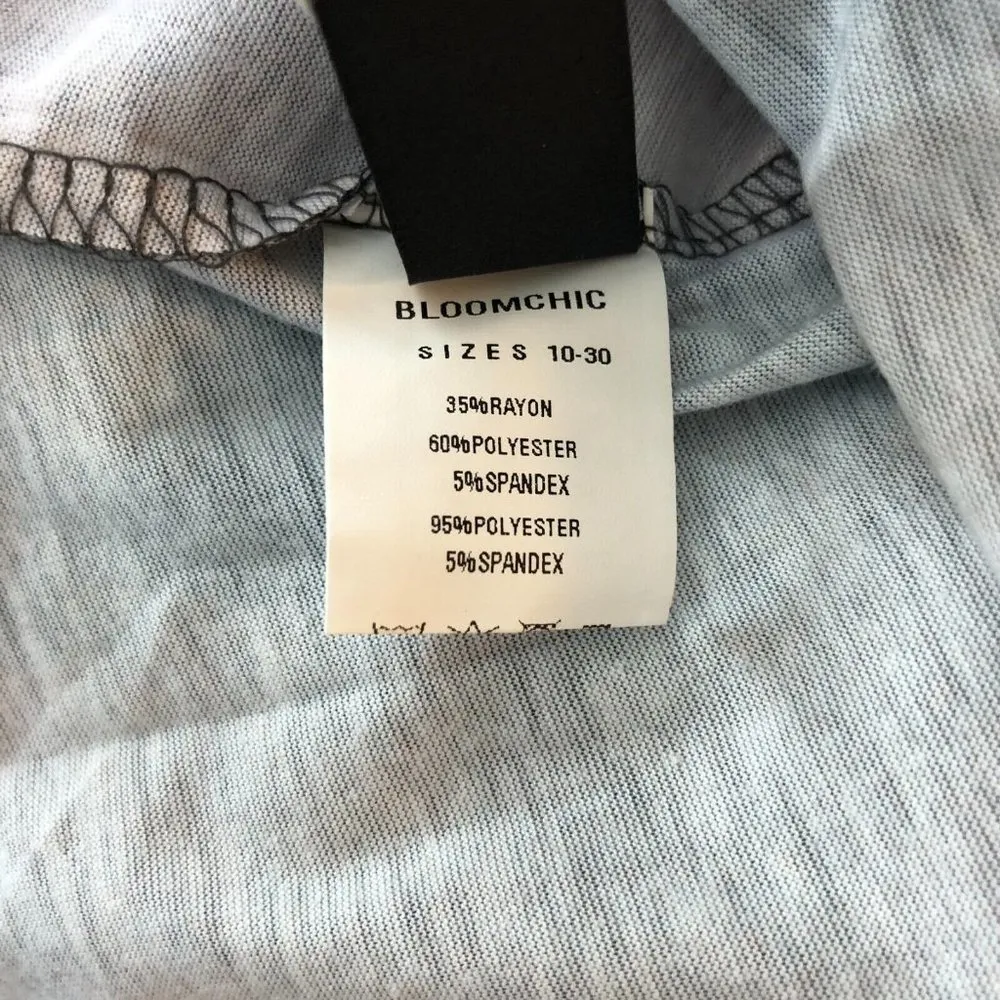 BLOOMCHIC
SIZES 10-30
35%RAYON
60%POLYESTER
5%SPANDEX
95%POLYESTER
5%SPANDEX